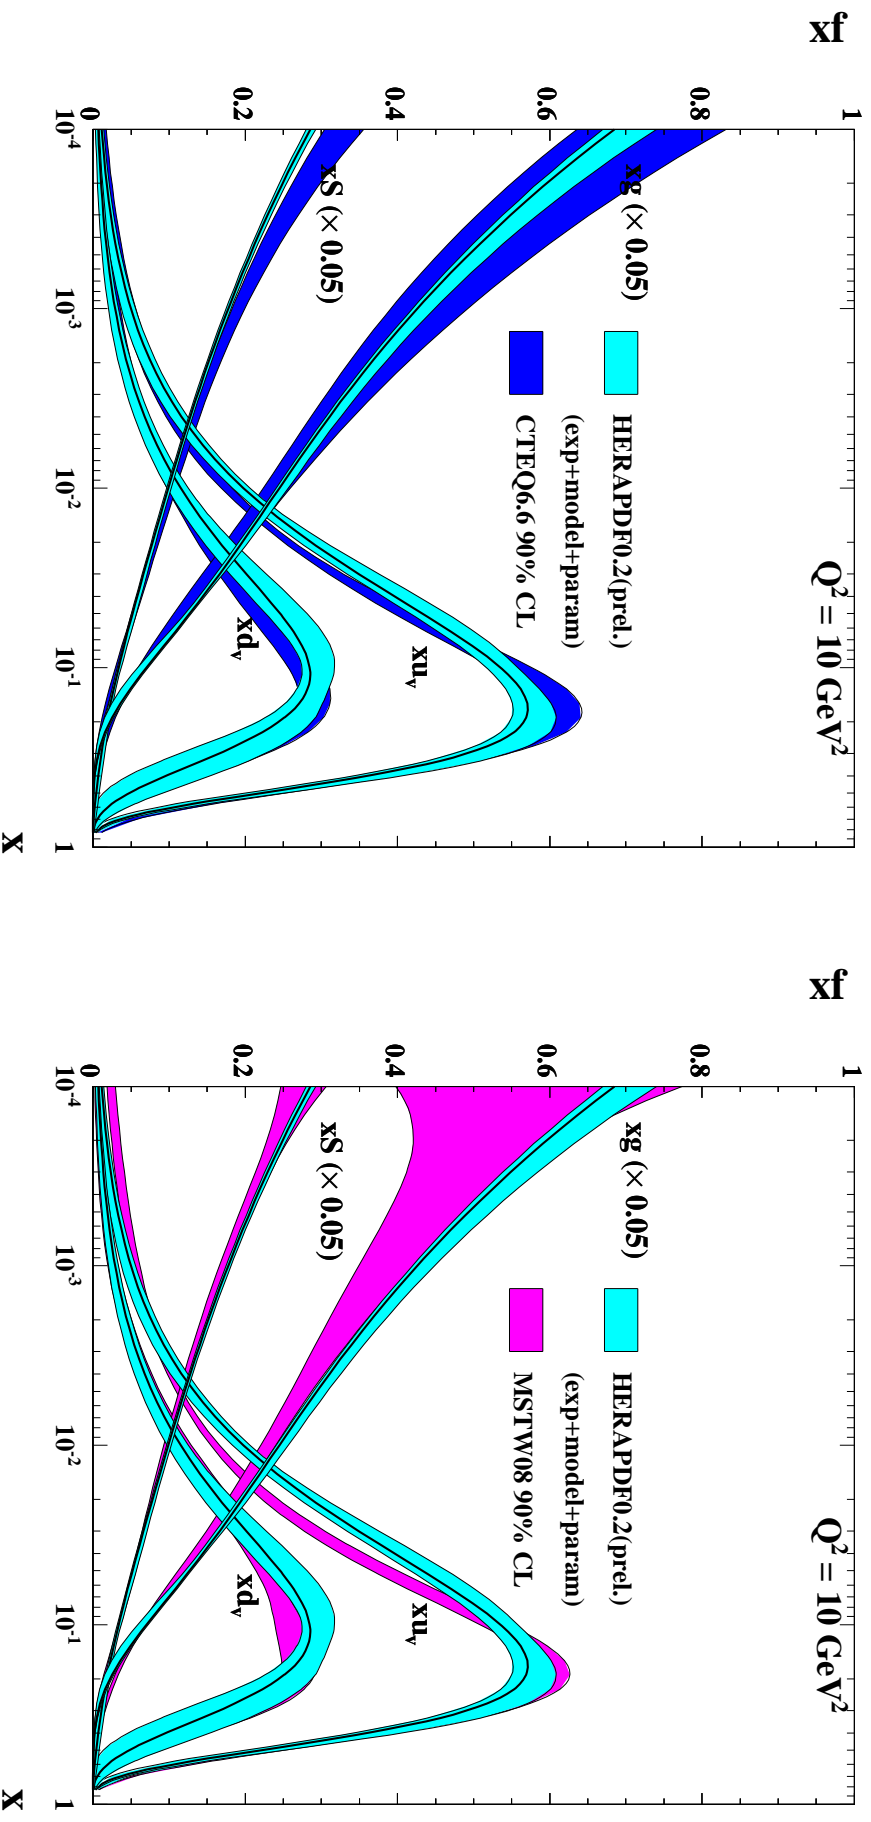 xf
1
0.8
0.6
0.4
0.2
0
10-4
10-3
10-2
10-1
1
x
Q2 = 10 GeV2
HERAPDF0.2(prel.)
(exp+model+param)
CTEQ6.6 90% CL
xg (× 0.05)
xS (× 0.05)
xuv
xdv
xf
1
0.8
0.6
0.4
0.2
0
10-4
10-3
10-2
10-1
1
x
Q2 = 10 GeV2
HERAPDF0.2(prel.)
(exp+model+param)
MSTW08 90% CL
xg (× 0.05)
xS (× 0.05)
xuv
xdv